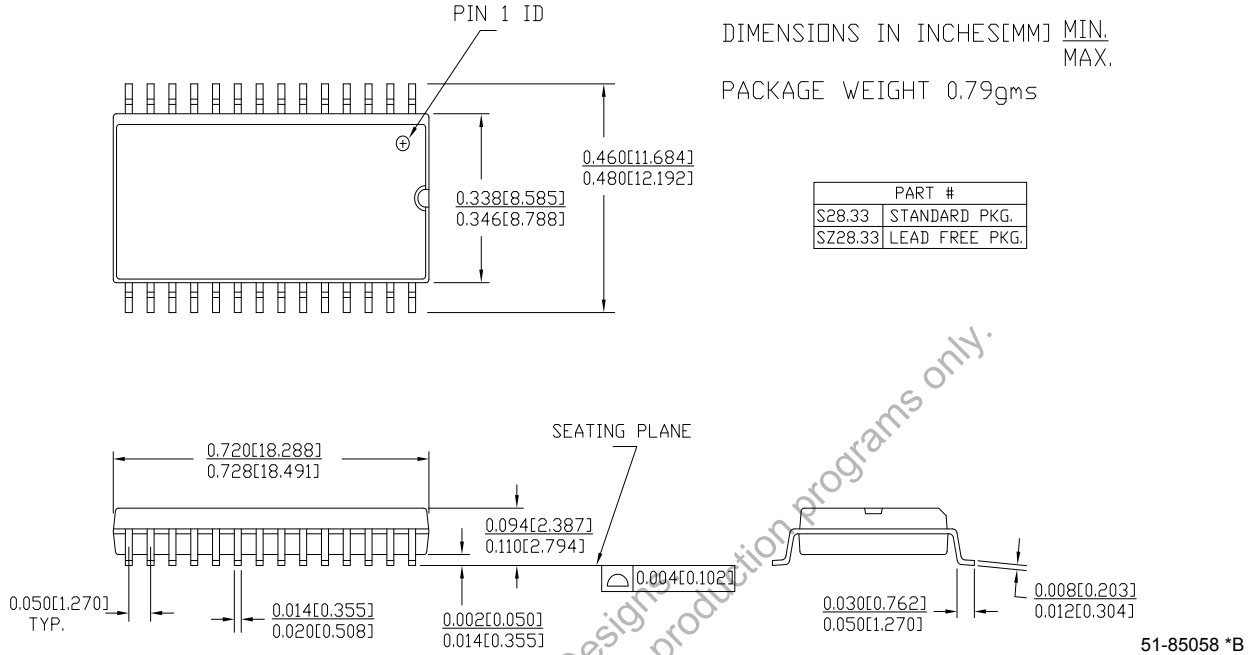 PIN 1 ID
DIMENSIONS IN INCHES[MM] MIN.
MAX.
PACKAGE WEIGHT 0.79gms
0.460[11.684]
0.480[12.192]
0.338[8.585]
0.346[8.788]
PART #
S28.33 STANDARD PKG.
SZ28.33 LEAD FREE PKG.
SEATING PLANE
0.720[18.288]
0.728[18.491]
0.094[2.387]
0.110[2.794]
0.004[0.102]
0.050[1.270]
TYP.
0.014[0.355]
0.020[0.508]
0.002[0.050]
0.014[0.355]
0.030[0.762]
0.050[1.270]
0.008[0.203]
0.012[0.304]
51-85058 *B
production programs only.